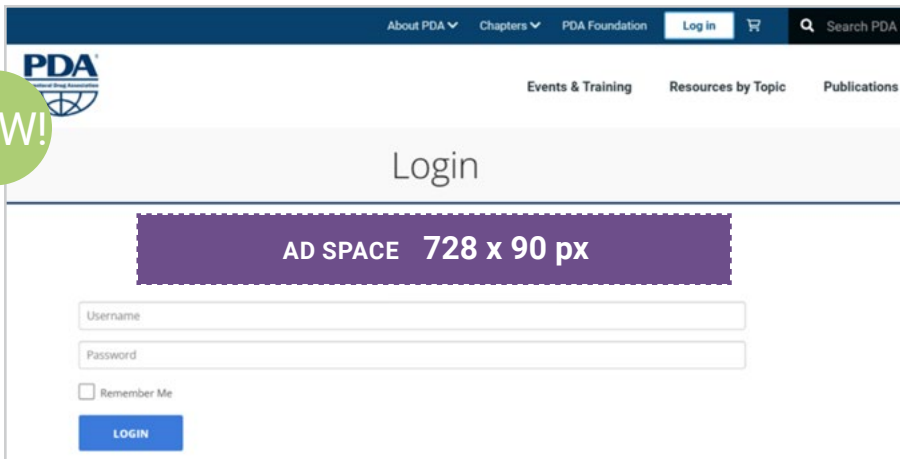 About PDA Chapters PDA Foundation Log in Search PDA
PDA
Events & Training Resources by Topic Publications
W!
Login
AD SPACE 728 x 90 px
Username
Password
Remember Me
LOGIN